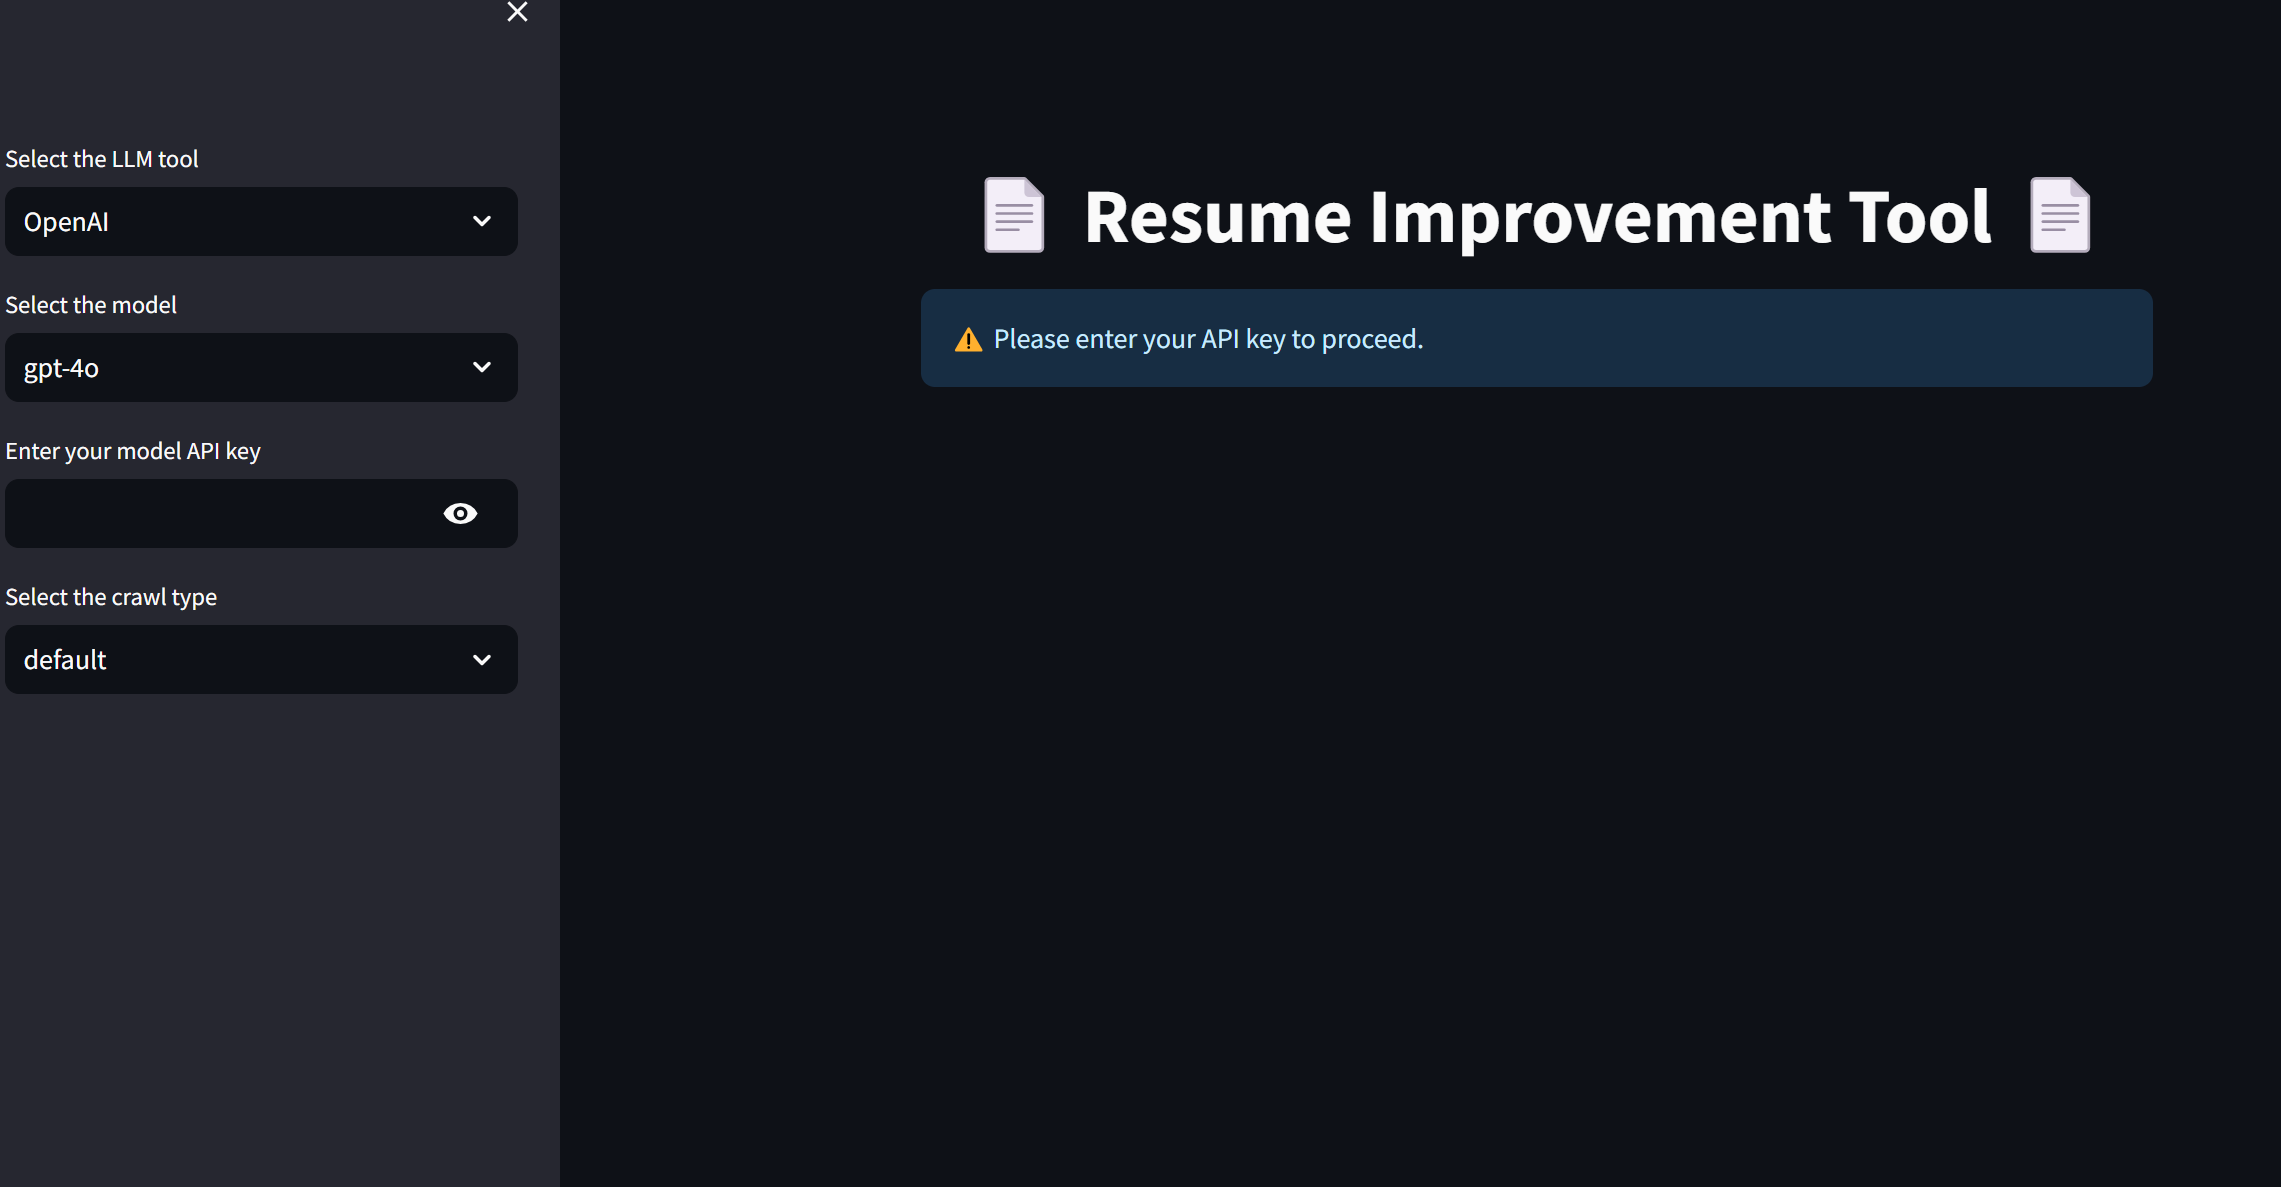 Select the LLM tool
OpenAI
Select the model
gpt-4o
Enter your model API key
Select the crawl type
default
Resume Improvement Tool
Please enter your API key to proceed.